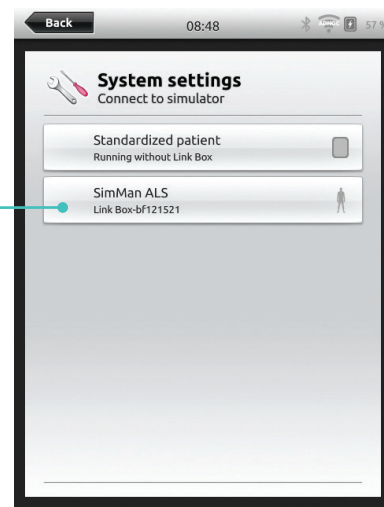 Back
08:48
ADHOC
57 %
System settings
Connect to simulator
Standardized patient
Running without Link Box
SimMan ALS
Link Box-bf121521